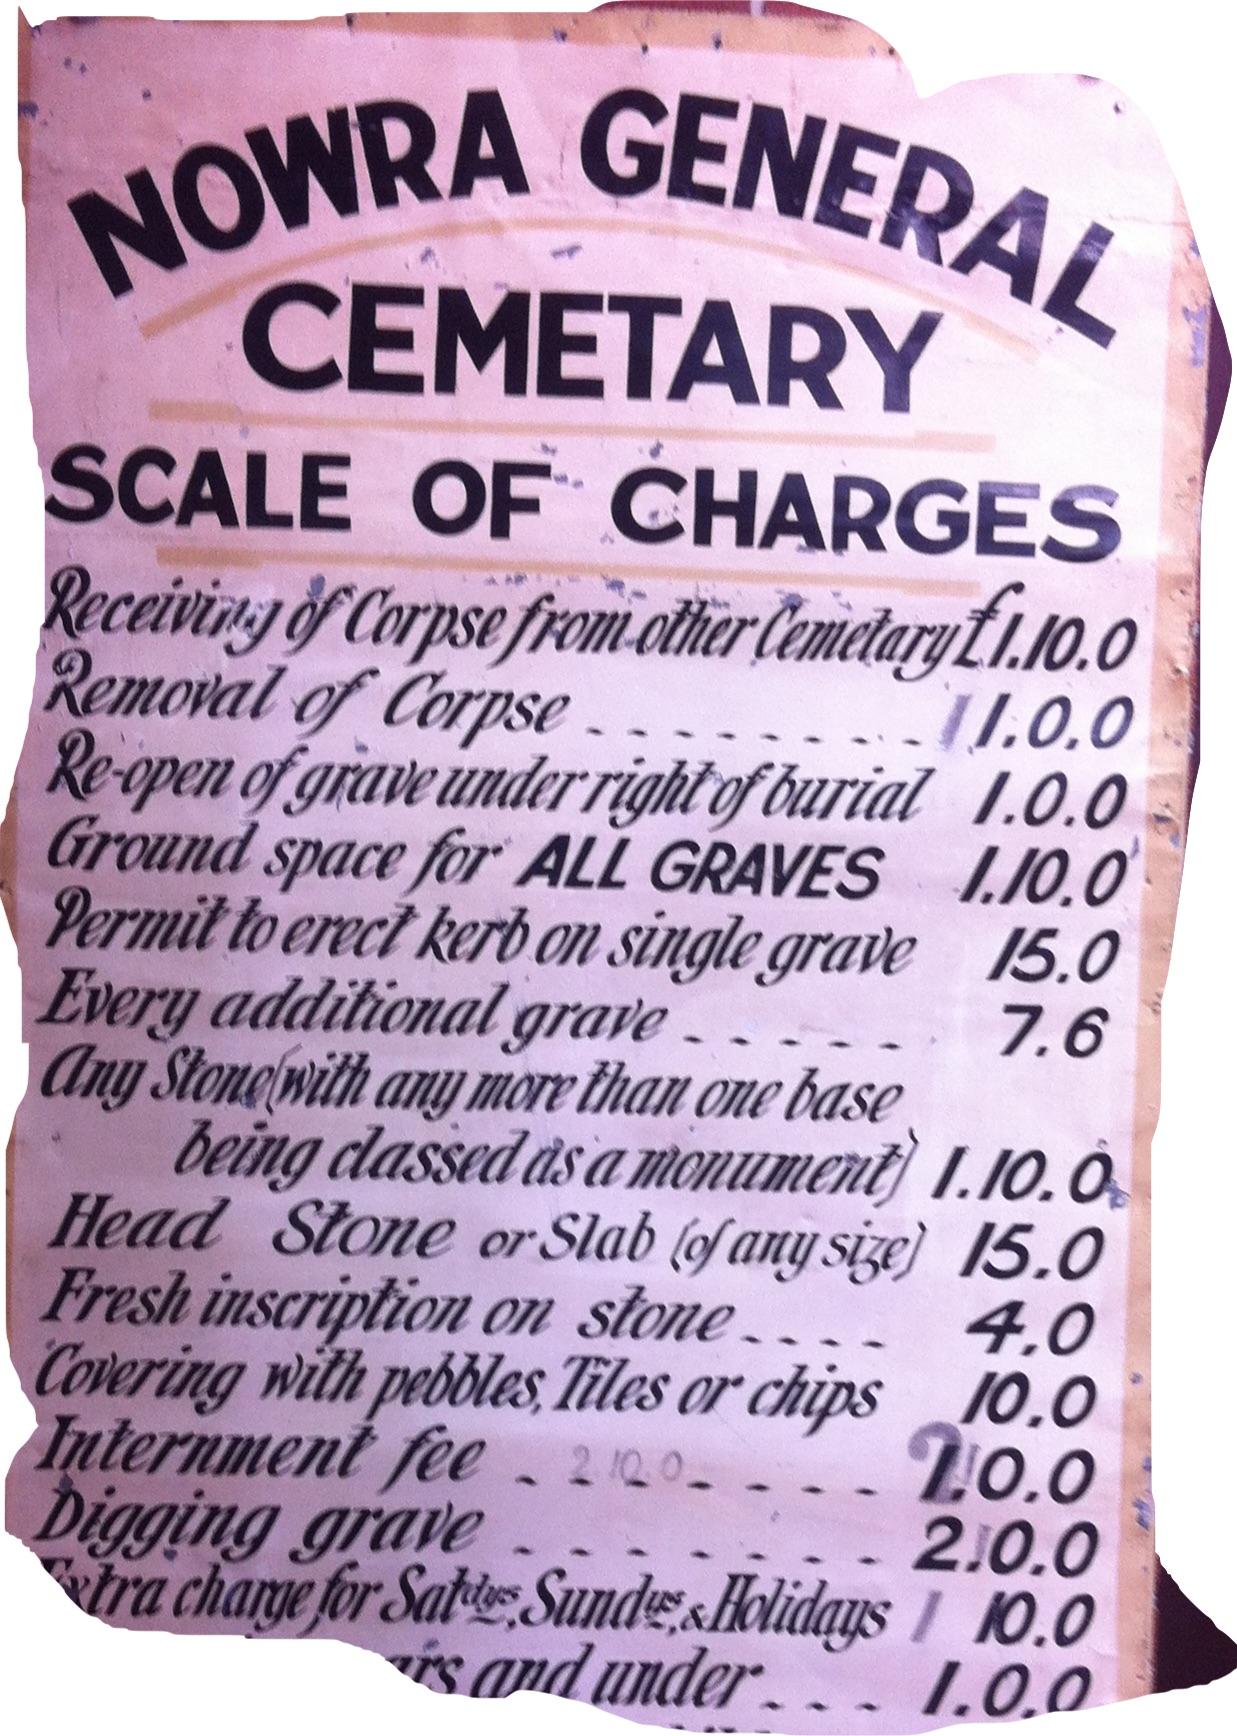 NOWRA GENERAL
CEMETARY
SCALE OF CHARGES
Receiving of Corpse from other Cemetary £1.10.0
Removal of Corpse - - - - - - - - 1.0.0
Re-open of grave under right of burial 1.0.0
Ground space for ALL GRAVES 1.10.0
Permit to erect kerb on single grave 15.0
Every additional grave - - - - - 7.6
Any Stone (with any more than one base
being classed as a monument) 1.10.0
Head Stone or Slab (of any size) 15.0
Fresh inscription on stone - - - - 4.0
Covering with pebbles, Tiles or chips 10.0
Internment fee - 2 10.0 - - - - - 1.0.0
Digging grave - - - - - - - - 2.0.0
Extra charge for Satdys, Sundys, & Holidays 10.0
and under - - - 1.0.0